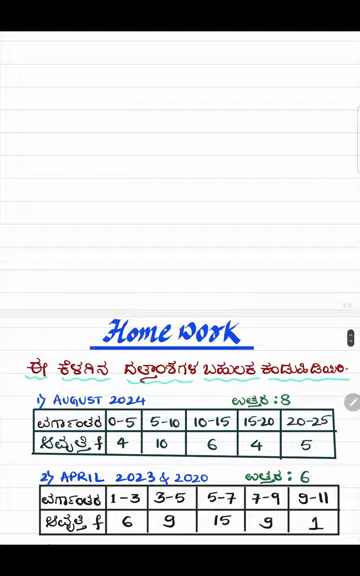 Home Work
ಈ ಕೆಳಗಿನ ದತ್ತಾಂಶಗಳ ಬಹುಲಕ ಕಂಡುಹಿಡಿಯಿರಿ.
1) AUGUST 2024 ಉತ್ತರ : 8
ವರ್ಗಾಂತರ 0-5 5-10 10-15 15-20 20-25
ಆವೃತ್ತಿ f 4 10 6 4 5
2) APRIL 2023 & 2020 ಉತ್ತರ : 6
ವರ್ಗಾಂತರ 1-3 3-5 5-7 7-9 9-11
ಆವೃತ್ತಿ f 6 9 15 9 1